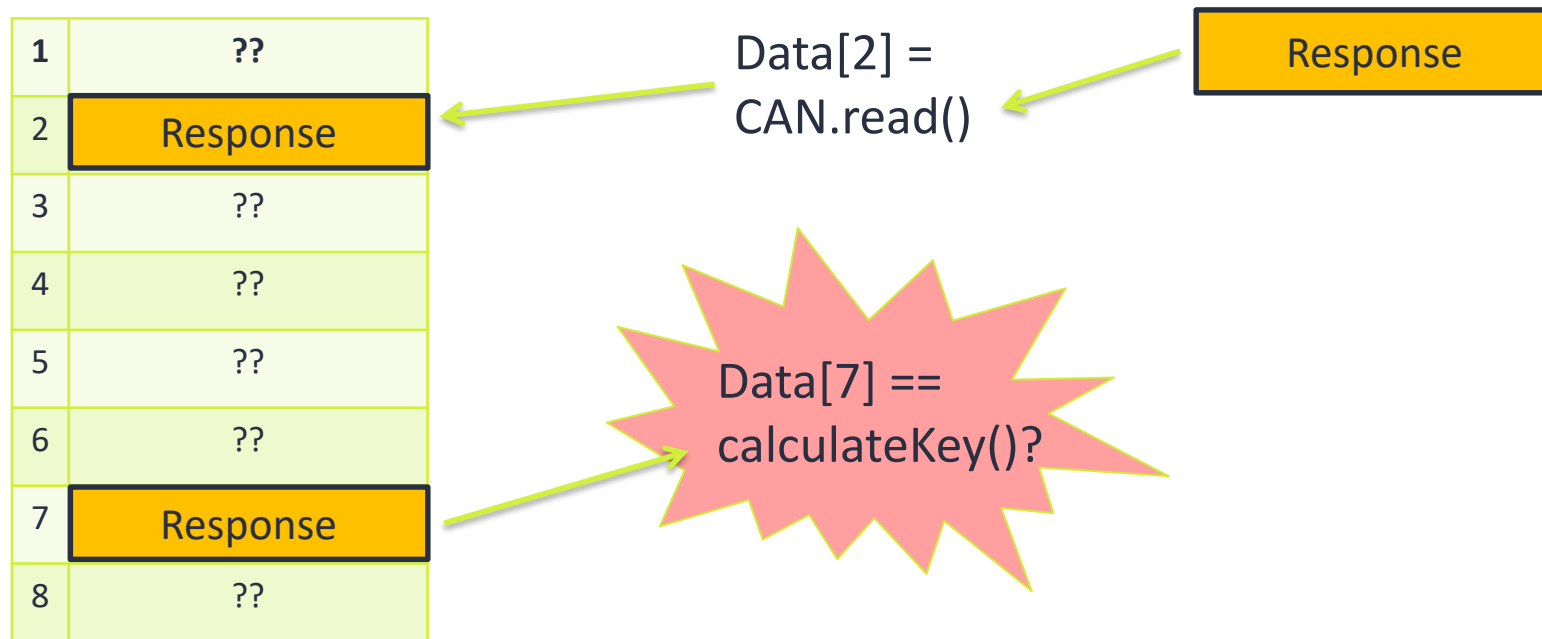 1 ??
2 Response
3 ??
4 ??
5 ??
6 ??
7 Response
8 ??
Data[2] =
CAN.read()
Response
Data[7] ==
calculateKey()?